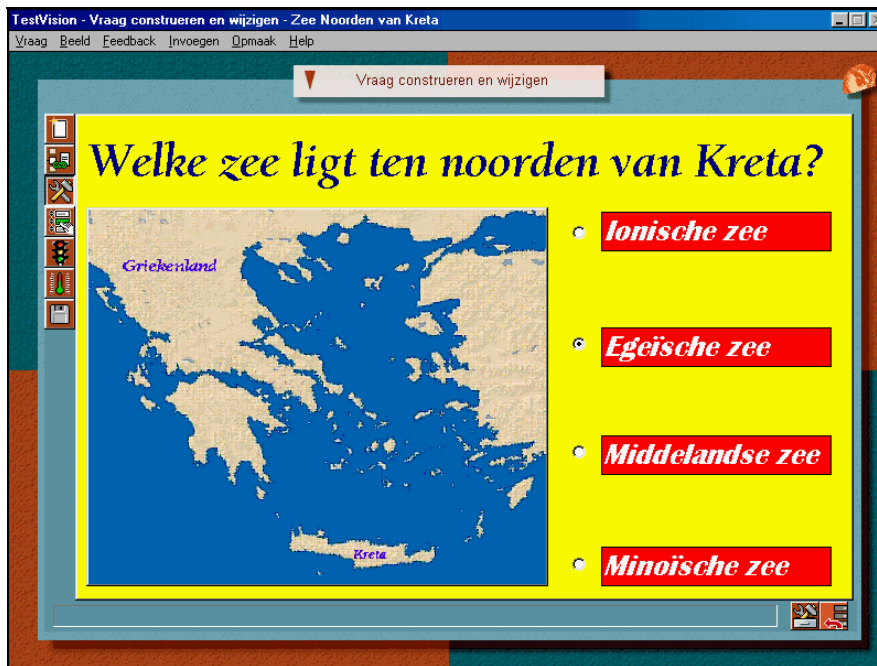 TestVision - Vraag construeren en wijzigen - Zee Noorden van Kreta
Vraag Beeld Feedback Invoegen Opmaak Help
Vraag construeren en wijzigen
Welke zee ligt ten noorden van Kreta?
Griekenland
Kreta
Ionische zee
Egeïsche zee
Middelandse zee
Minoïsche zee